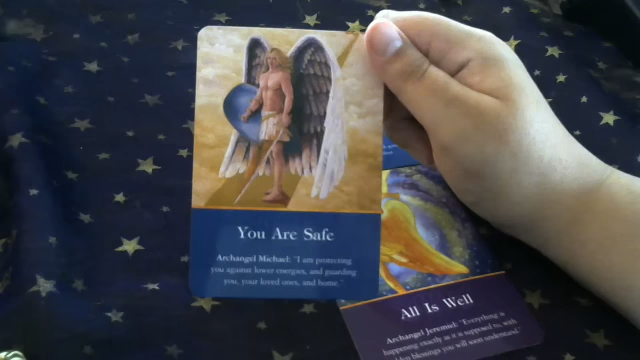 You Are Safe
Archangel Michael: "I am protecting
you against lower energies, and guarding
you, your loved ones, and home."
All Is Well
Archangel Jeremiel: "Everything is
happening exactly as it is supposed to, with
blessings you will soon understand."